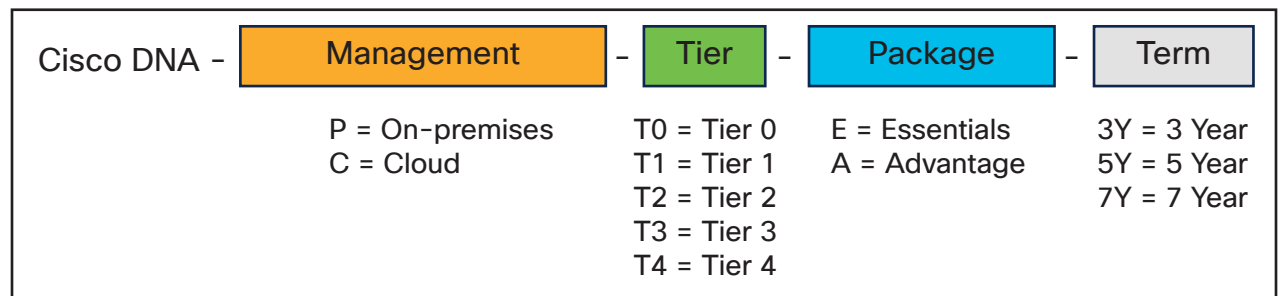 Cisco DNA - Management - Tier - Package - Term
P = On-premises T0 = Tier 0 E = Essentials 3Y = 3 Year
C = Cloud T1 = Tier 1 A = Advantage 5Y = 5 Year
T2 = Tier 2 7Y = 7 Year
T3 = Tier 3
T4 = Tier 4